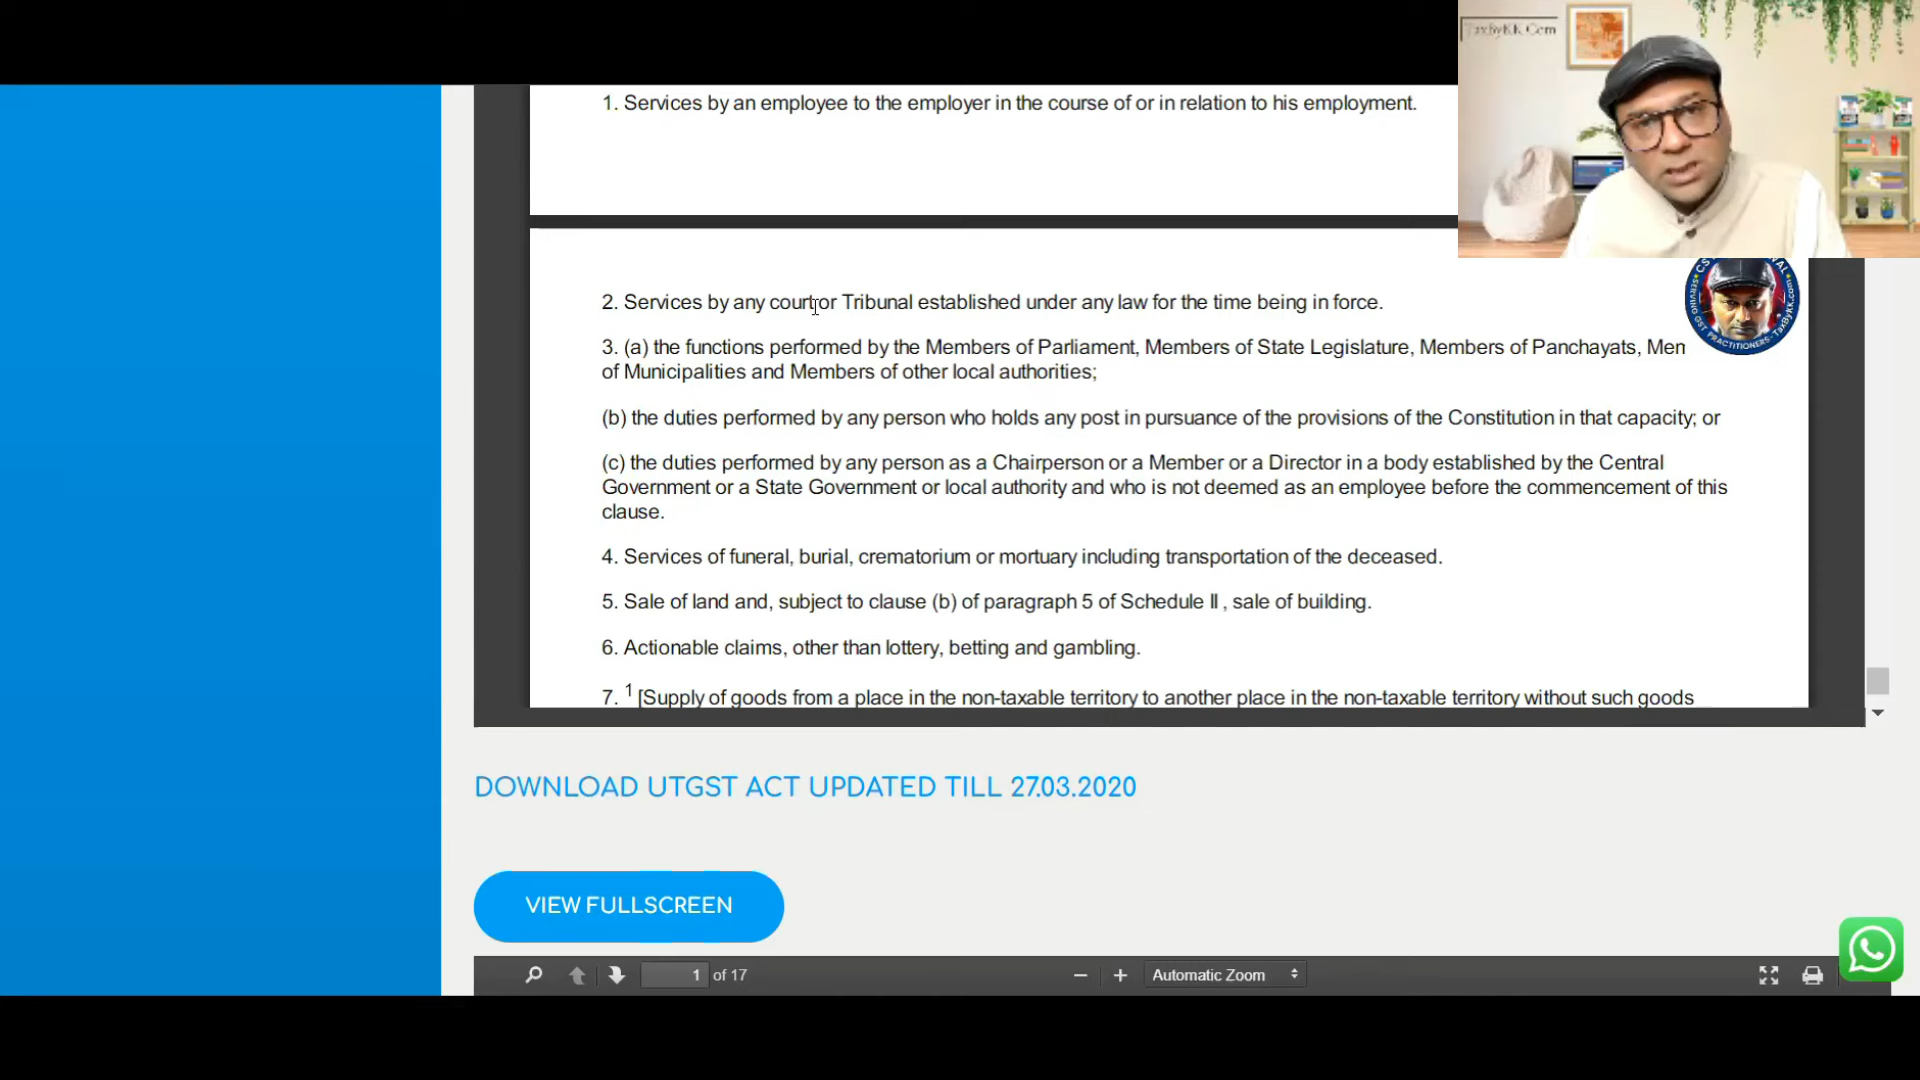 TaxByKK.Com
1. Services by an employee to the employer in the course of or in relation to his employment.
2. Services by any court or Tribunal established under any law for the time being in force.
3. (a) the functions performed by the Members of Parliament, Members of State Legislature, Members of Panchayats, Mem
of Municipalities and Members of other local authorities;
(b) the duties performed by any person who holds any post in pursuance of the provisions of the Constitution in that capacity; or
(c) the duties performed by any person as a Chairperson or a Member or a Director in a body established by the Central
Government or a State Government or local authority and who is not deemed as an employee before the commencement of this
clause.
4. Services of funeral, burial, crematorium or mortuary including transportation of the deceased.
5. Sale of land and, subject to clause (b) of paragraph 5 of Schedule II , sale of building.
6. Actionable claims, other than lottery, betting and gambling.
7. 1 [Supply of goods from a place in the non-taxable territory to another place in the non-taxable territory without such goods
SERVING GST PRACTITIONERS - TaxByKK.com
DOWNLOAD UTGST ACT UPDATED TILL 27.03.2020
VIEW FULLSCREEN
1 of 17
Automatic Zoom